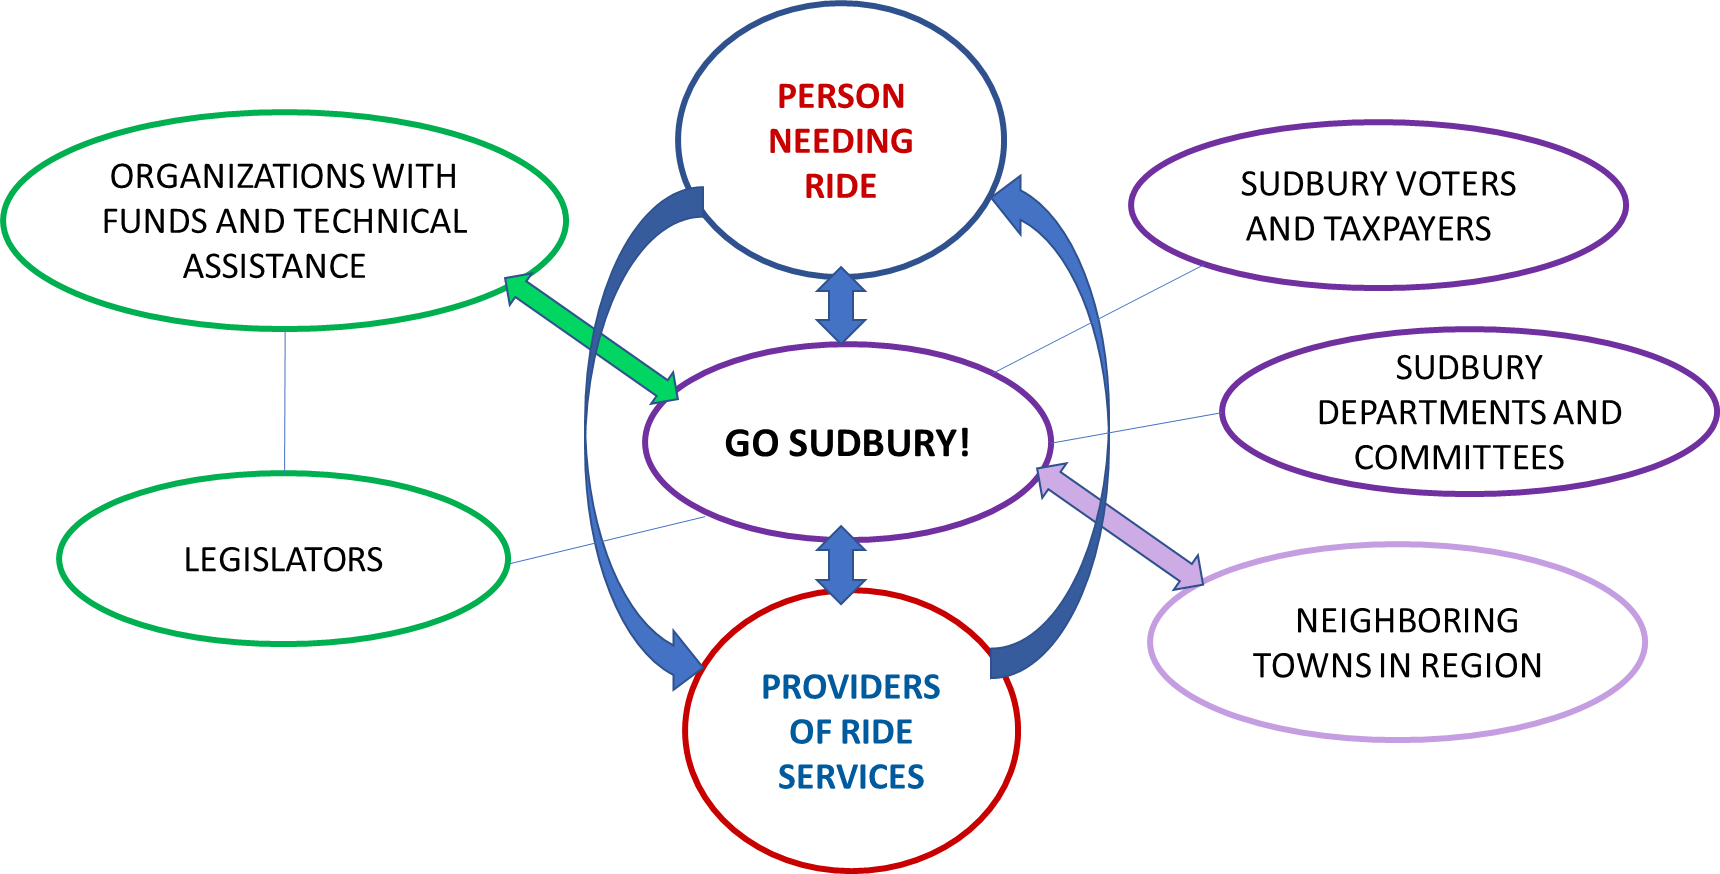 PERSON
NEEDING
RIDE
ORGANIZATIONS WITH
FUNDS AND TECHNICAL
ASSISTANCE
SUDBURY VOTERS
AND TAXPAYERS
SUDBURY
DEPARTMENTS AND
COMMITTEES
GO SUDBURY!
LEGISLATORS
NEIGHBORING
TOWNS IN REGION
PROVIDERS
OF RIDE
SERVICES